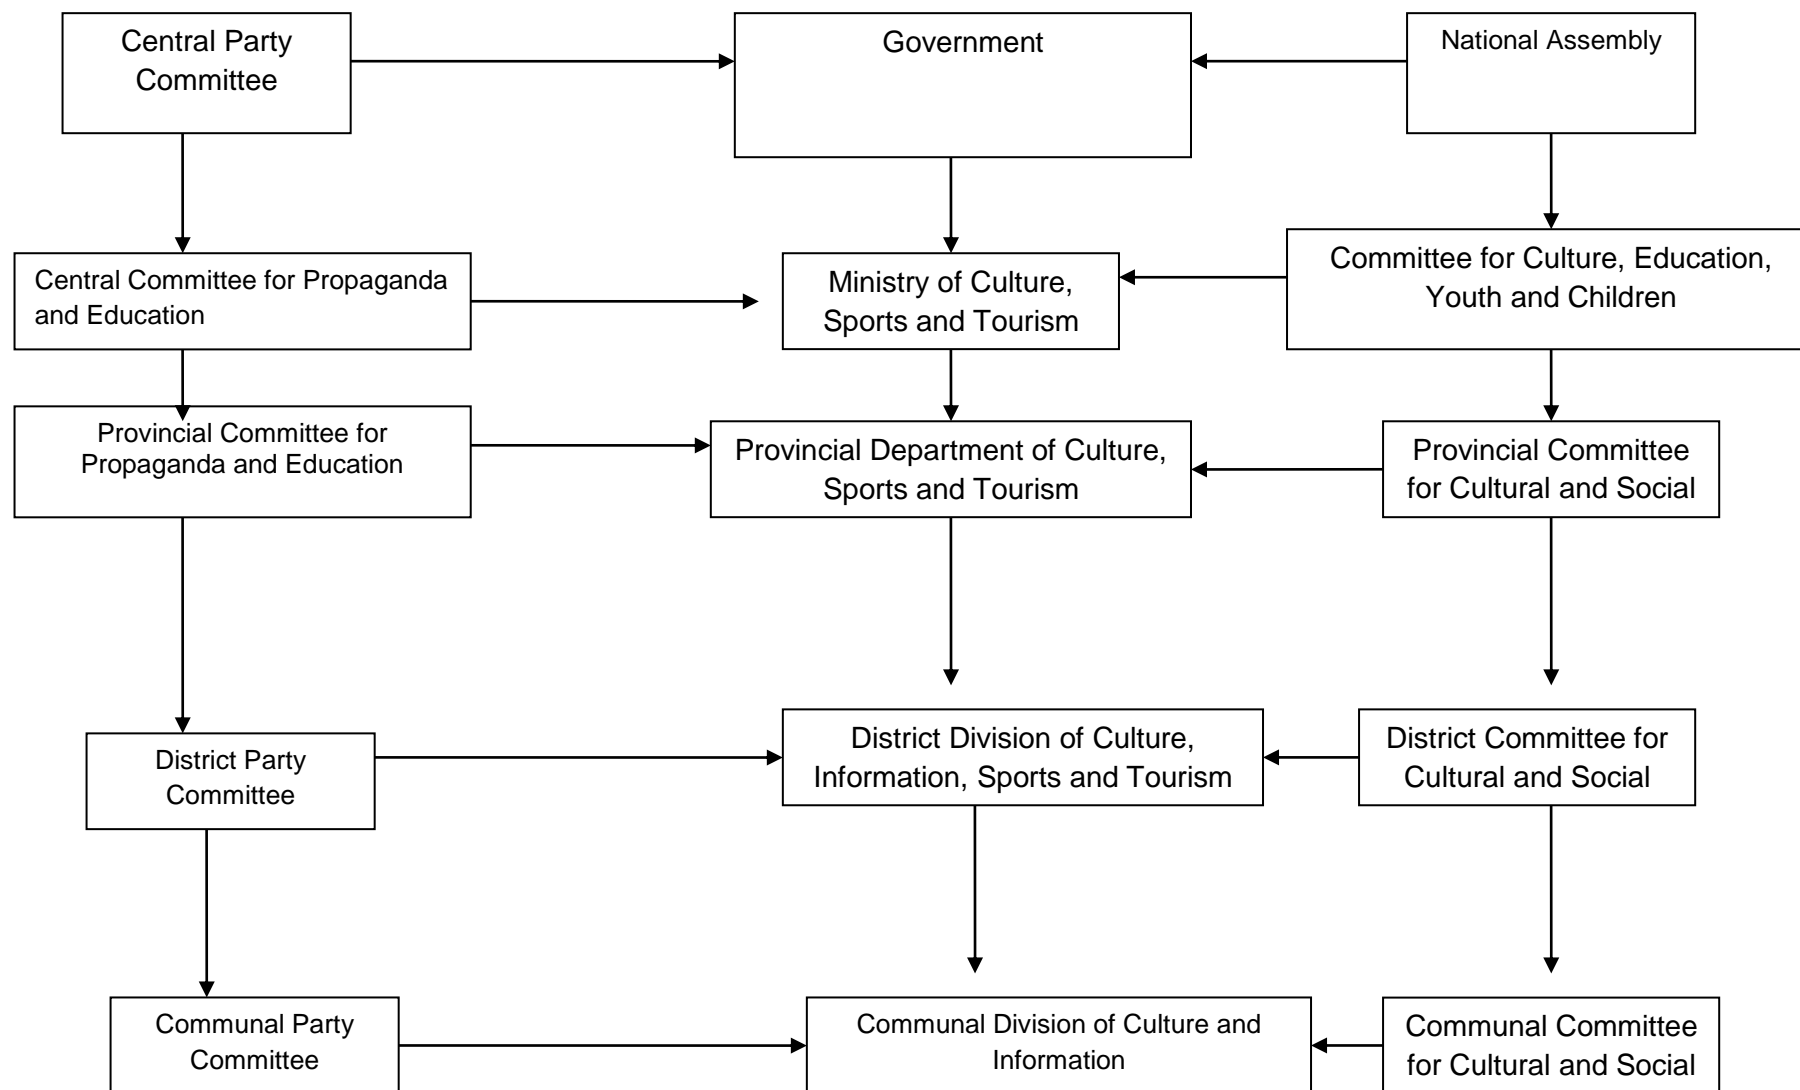 Central Party
Committee
Government
National Assembly
Central Committee for Propaganda
and Education
Ministry of Culture,
Sports and Tourism
Committee for Culture, Education,
Youth and Children
Provincial Committee for
Propaganda and Education
Provincial Department of Culture,
Sports and Tourism
Provincial Committee
for Cultural and Social
District Party
Committee
District Division of Culture,
Information, Sports and Tourism
District Committee for
Cultural and Social
Communal Party
Committee
Communal Division of Culture and
Information
Communal Committee
for Cultural and Social